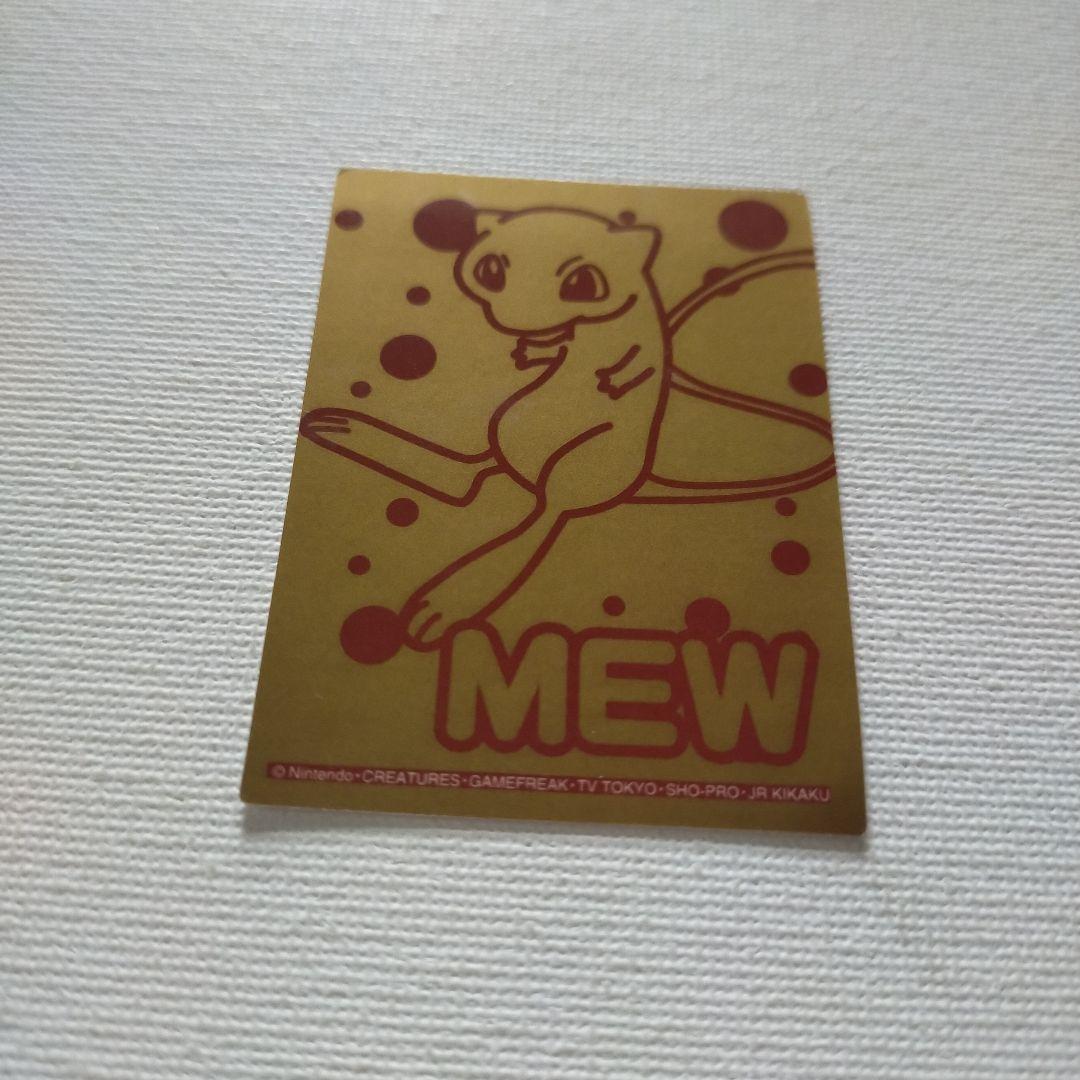 MEW
© Nintendo・CREATURES・GAMEFREAK・TV TOKYO・SHO-PRO・JR KIKAKU